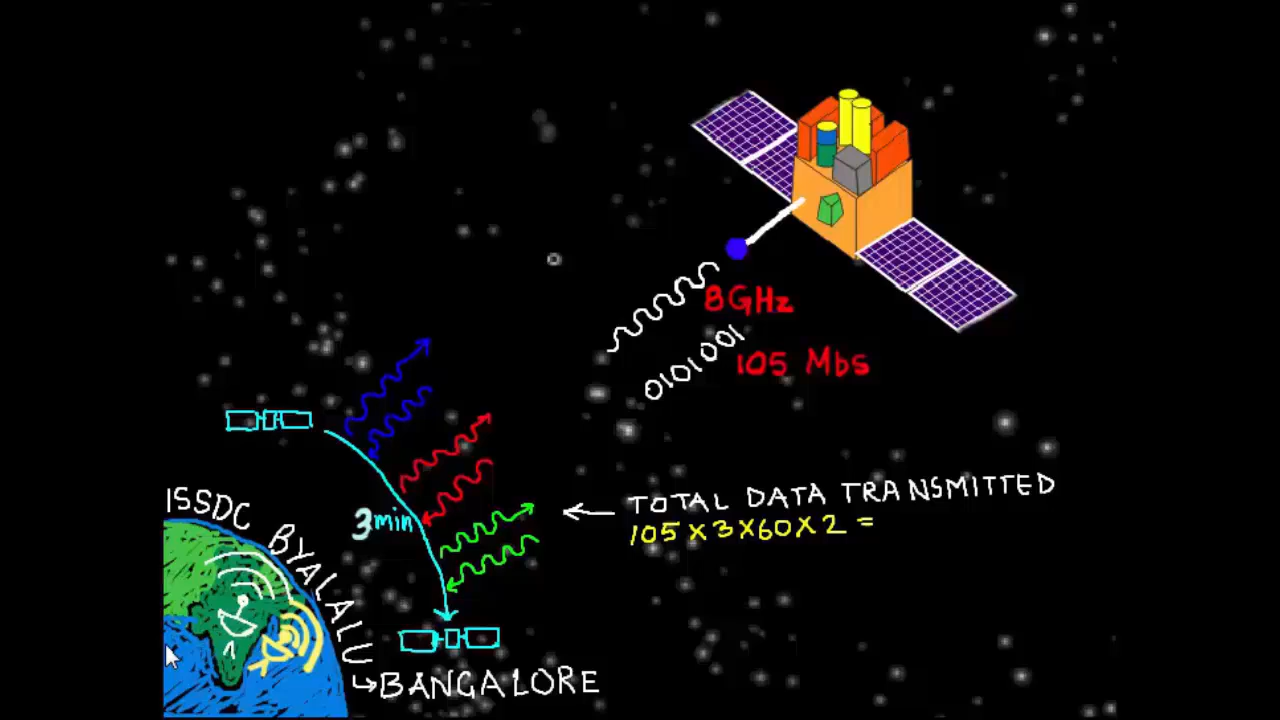 8GHz
0101001
105 Mbs
TOTAL DATA TRANSMITTED
105 X 3 X 60 X 2 =
3min
ISSDC BYALALU
BANGALORE